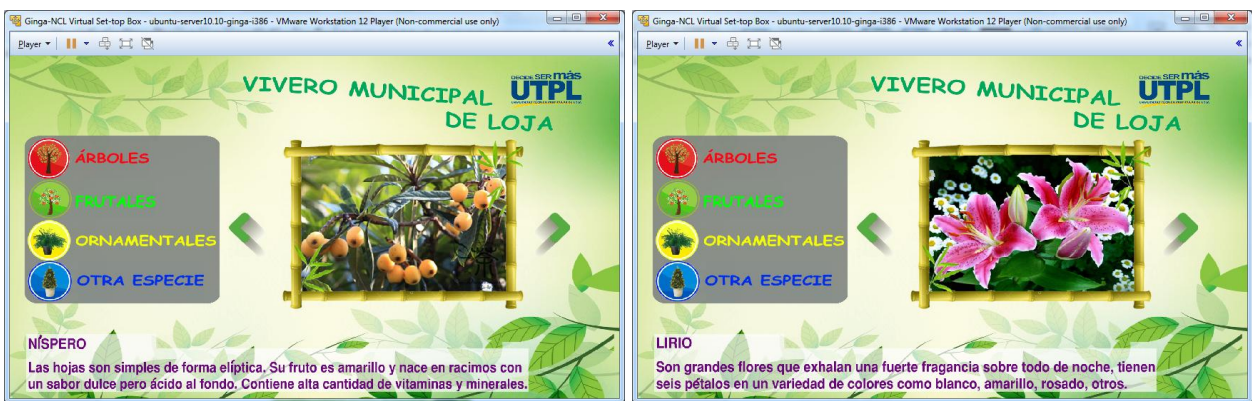 Ginga-NCL Virtual Set-top Box - ubuntu-server10.10-ginga-i386 - VMware Workstation 12 Player (Non-commercial use only)
Player
VIVERO MUNICIPAL
DE LOJA
DECIDE SER más
UTPL
ÁRBOLES
FRUTALES
ORNAMENTALES
OTRA ESPECIE
NÍSPERO
Las hojas son simples de forma elíptica. Su fruto es amarillo y nace en racimos con
un sabor dulce pero ácido al fondo. Contiene alta cantidad de vitaminas y minerales.
Ginga-NCL Virtual Set-top Box - ubuntu-server10.10-ginga-i386 - VMware Workstation 12 Player (Non-commercial use only)
Player
VIVERO MUNICIPAL
DE LOJA
DECIDE SER más
UTPL
ÁRBOLES
FRUTALES
ORNAMENTALES
OTRA ESPECIE
LIRIO
Son grandes flores que exhalan una fuerte fragancia sobre todo de noche, tienen
seis pétalos en un variedad de colores como blanco, amarillo, rosado, otros.